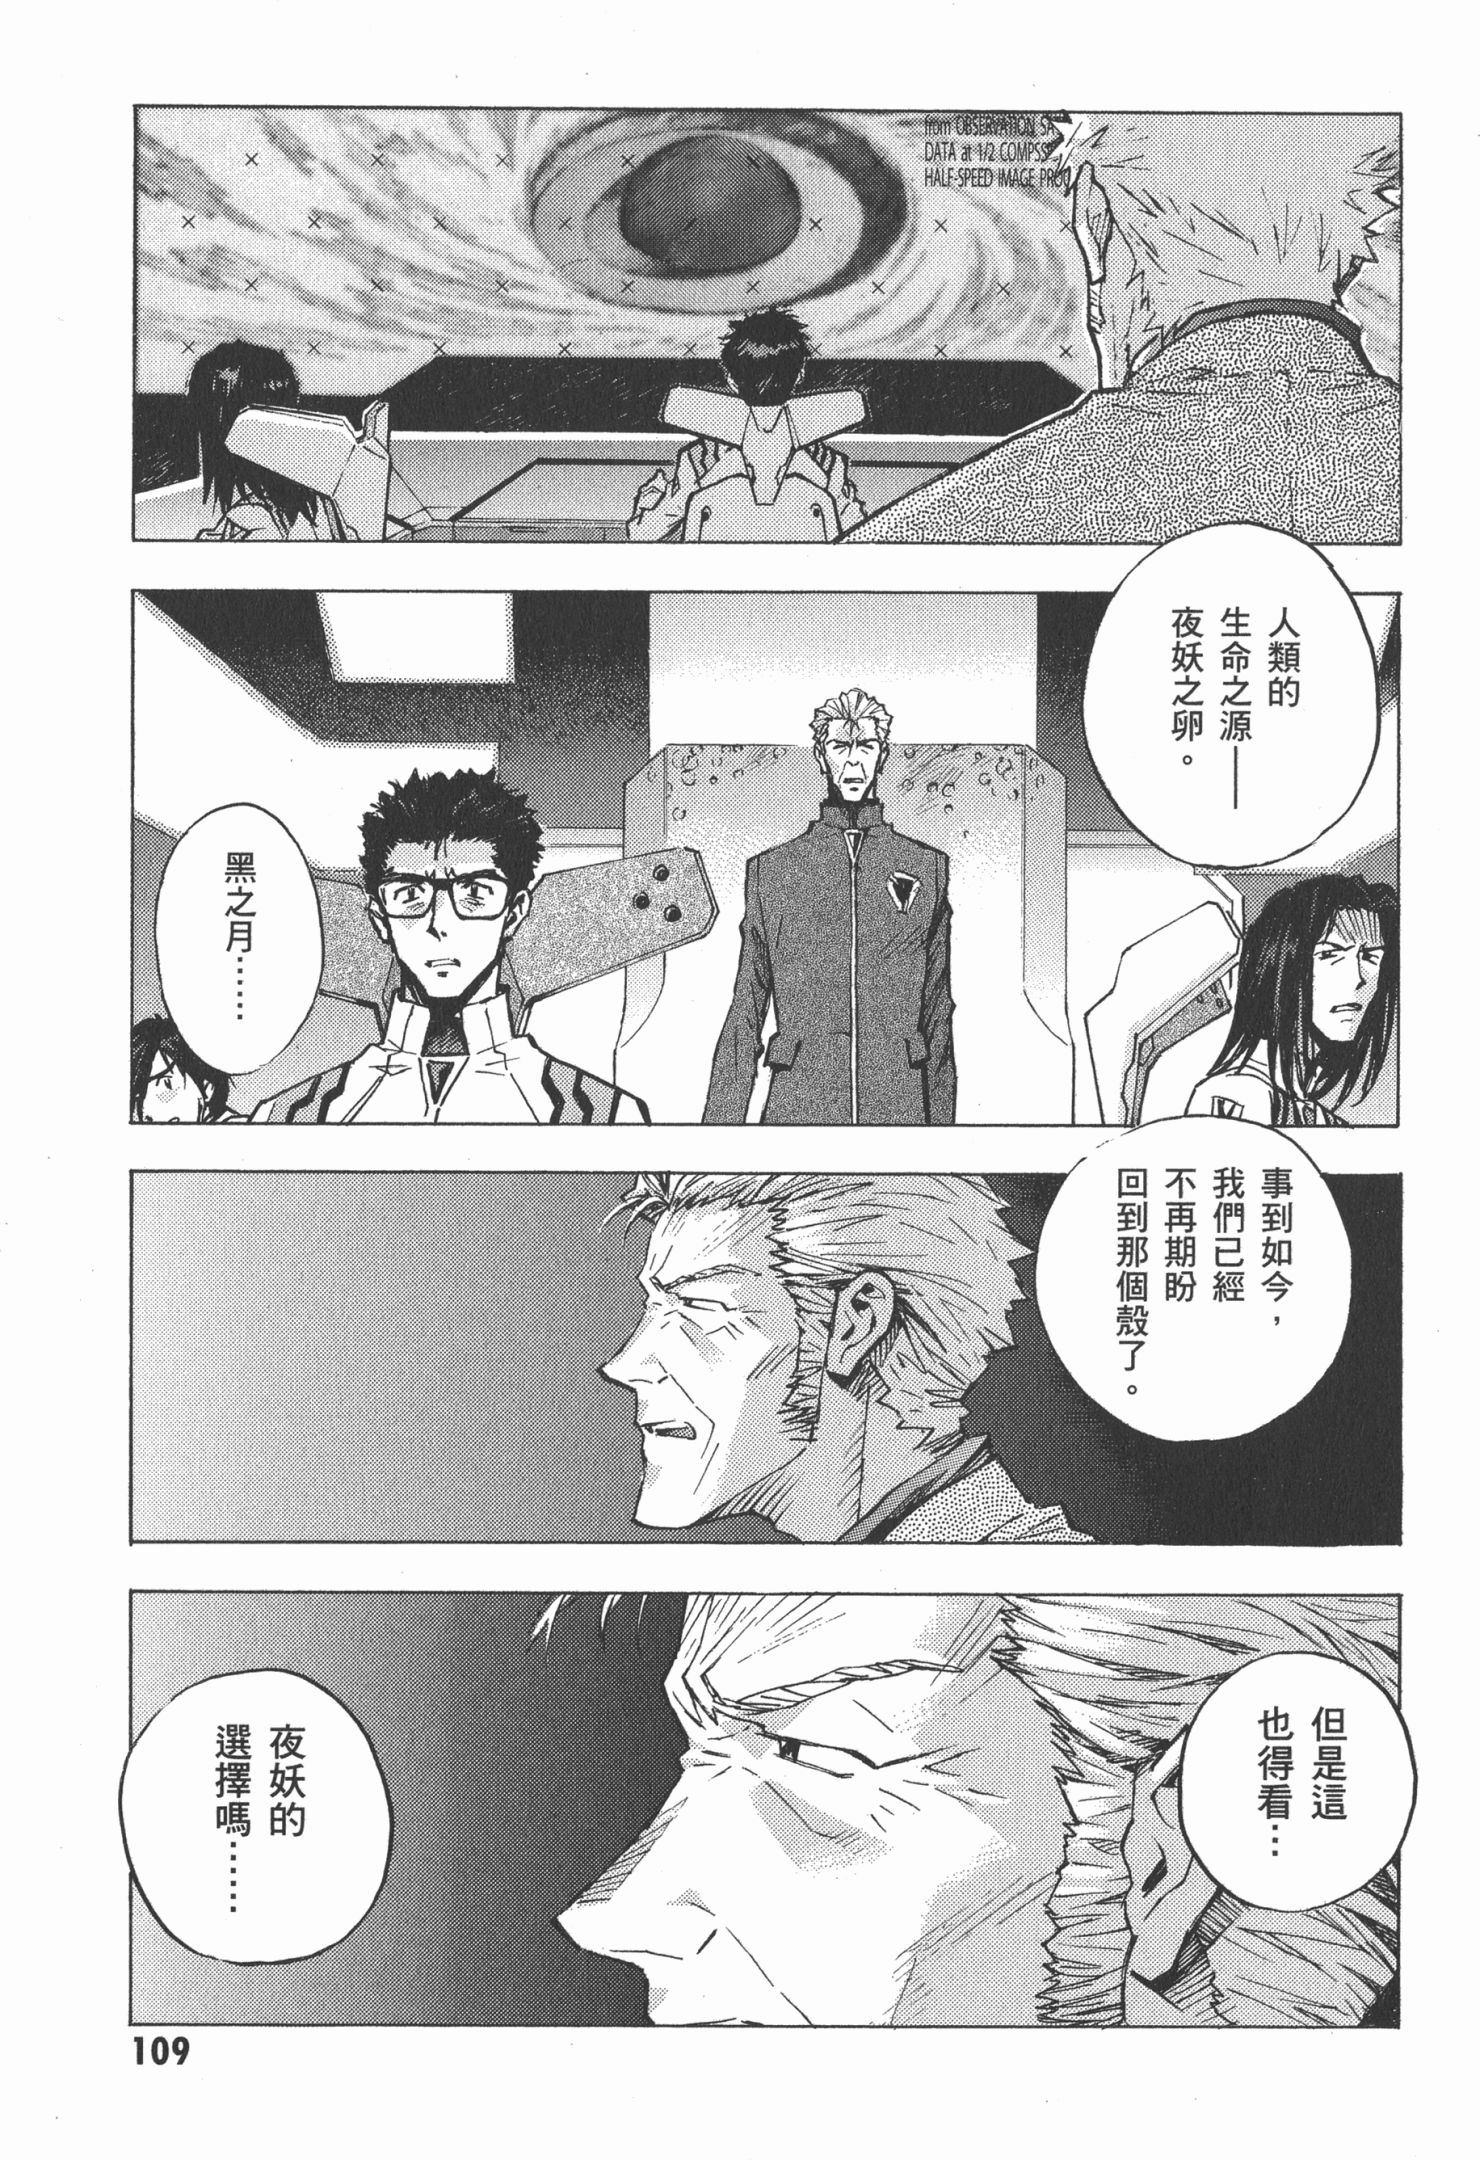 from OBSERVATION SA
DATA at 1/2 COMPSS
HALF-SPEED IMAGE PROC
人類的
生命之源──
夜妖之卵。
黑之月……
事到如今，
我們已經
不再期盼
回到那個殼了。
但是這
也得看…
夜妖的
選擇嗎……
109